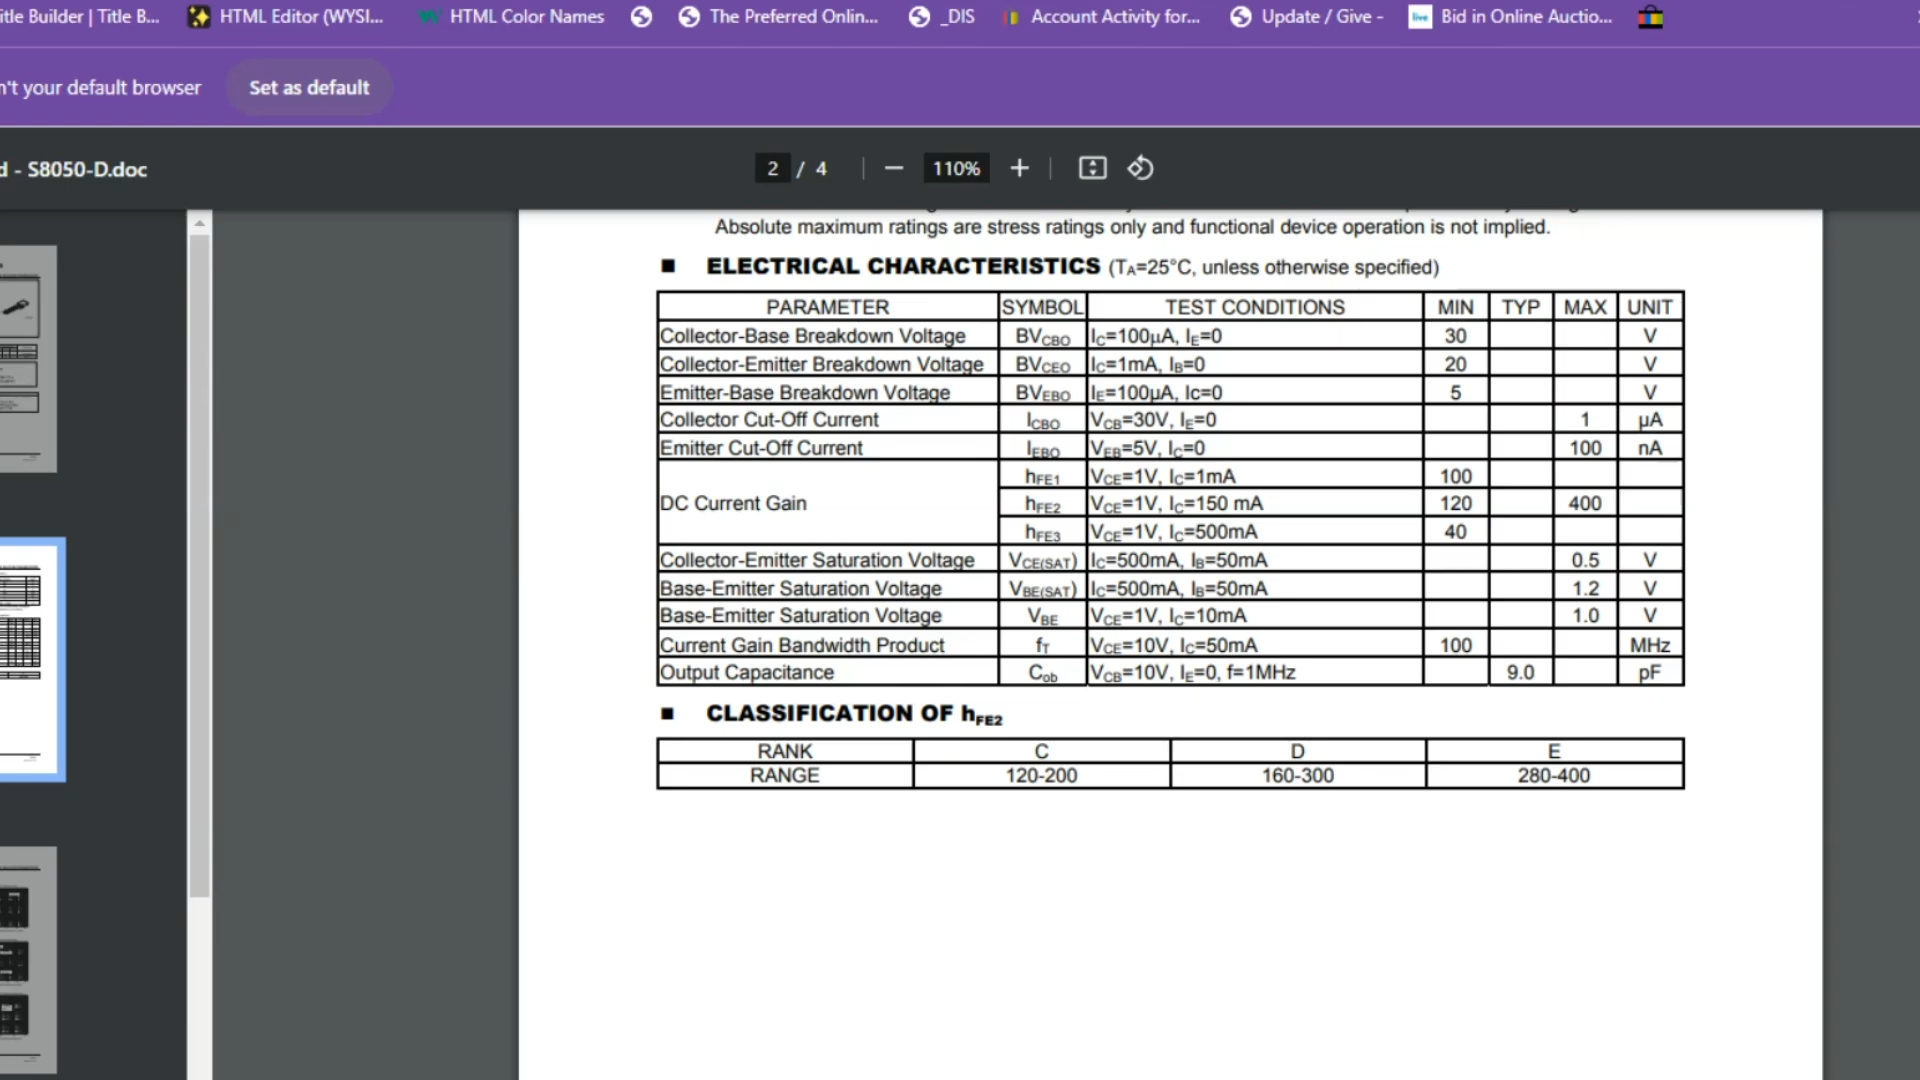 itle Builder | Title B...
HTML Editor (WYSI...
HTML Color Names
The Preferred Onlin...
_DIS
Account Activity for...
Update / Give -
live
Bid in Online Auctio...
n't your default browser
Set as default
d - S8050-D.doc
2 / 4
110%
Absolute maximum ratings are stress ratings only and functional device operation is not implied.
■ ELECTRICAL CHARACTERISTICS (TA=25°C, unless otherwise specified)
PARAMETER SYMBOL TEST CONDITIONS MIN TYP MAX UNIT
Collector-Base Breakdown Voltage BVCBO IC=100µA, IE=0 30 V
Collector-Emitter Breakdown Voltage BVCEO IC=1mA, IB=0 20 V
Emitter-Base Breakdown Voltage BVEBO IE=100µA, Ic=0 5 V
Collector Cut-Off Current ICBO VCB=30V, IE=0 1 µA
Emitter Cut-Off Current IEBO VEB=5V, IC=0 100 nA
DC Current Gain
hFE1 VCE=1V, IC=1mA 100
hFE2 VCE=1V, IC=150 mA 120 400
hFE3 VCE=1V, IC=500mA 40
Collector-Emitter Saturation Voltage VCE(SAT) IC=500mA, IB=50mA 0.5 V
Base-Emitter Saturation Voltage VBE(SAT) IC=500mA, IB=50mA 1.2 V
Base-Emitter Saturation Voltage VBE VCE=1V, IC=10mA 1.0 V
Current Gain Bandwidth Product fT VCE=10V, IC=50mA 100 MHz
Output Capacitance Cob VCB=10V, IE=0, f=1MHz 9.0 pF
■ CLASSIFICATION OF hFE2
RANK C D E
RANGE 120-200 160-300 280-400